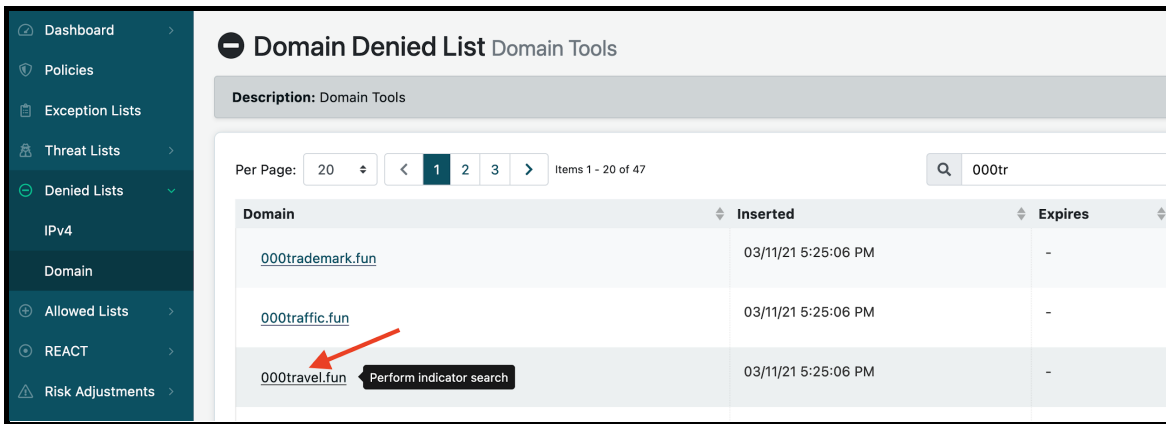 Dashboard
Policies
Exception Lists
Threat Lists
Denied Lists
IPv4
Domain
Allowed Lists
REACT
Risk Adjustments
Domain Denied List Domain Tools
Description: Domain Tools
Per Page: 20 1 2 3 Items 1 - 20 of 47 000tr
Domain Inserted Expires
000trademark.fun 03/11/21 5:25:06 PM -
000traffic.fun 03/11/21 5:25:06 PM -
000travel.fun Perform indicator search 03/11/21 5:25:06 PM -